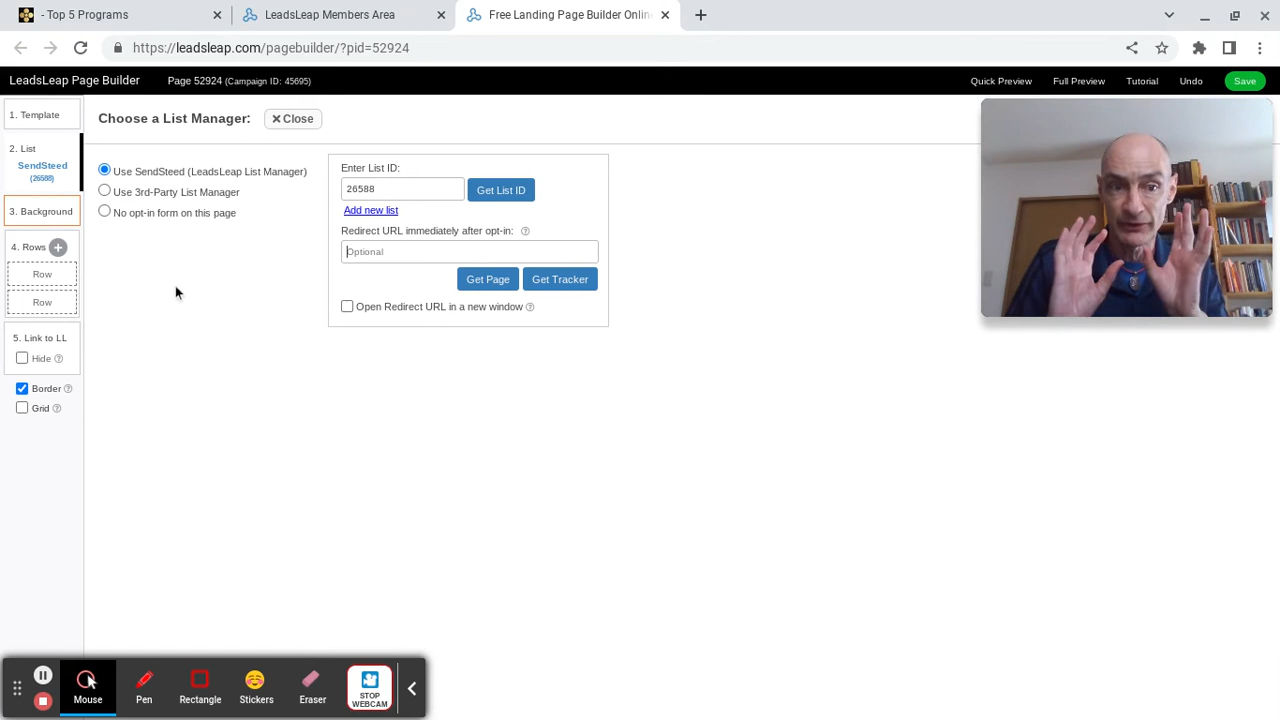 - Top 5 Programs
LeadsLeap Members Area
Free Landing Page Builder Onlin
https://leadsleap.com/pagebuilder/?pid=52924
LeadsLeap Page Builder
Page 52924 (Campaign ID: 45695)
Quick Preview
Full Preview
Tutorial
Undo
Save
1. Template
2. List
SendSteed
(26588)
3. Background
4. Rows +
Row
Row
5. Link to LL
Hide ?
Border ?
Grid ?
Choose a List Manager:
× Close
Use SendSteed (LeadsLeap List Manager)
Use 3rd-Party List Manager
No opt-in form on this page
Enter List ID:
26588
Get List ID
Add new list
Redirect URL immediately after opt-in: ?
Optional
Get Page
Get Tracker
Open Redirect URL in a new window ?
Mouse
Pen
Rectangle
Stickers
Eraser
STOP
WEBCAM